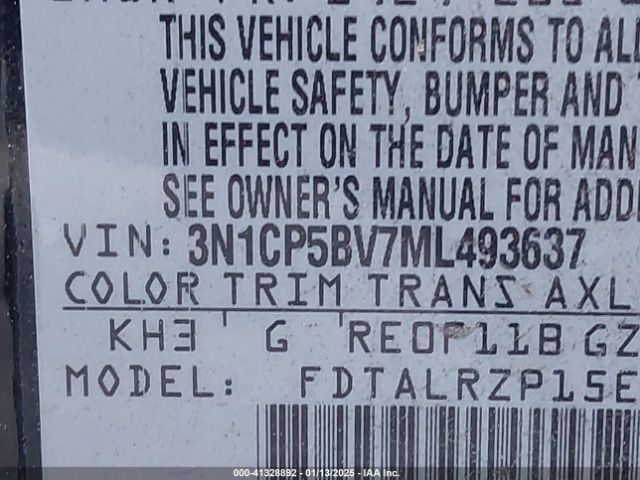 THIS VEHICLE CONFORMS TO ALL
VEHICLE SAFETY, BUMPER AND
IN EFFECT ON THE DATE OF MAN
SEE OWNER'S MANUAL FOR ADD
VIN: 3N1CP5BV7ML493637
COLOR TRIM TRANS AXL
KH3 G RE0F11B GZ
MODEL: FDTALRZP15E
000-41328892 - 01/13/2025 - IAA Inc.